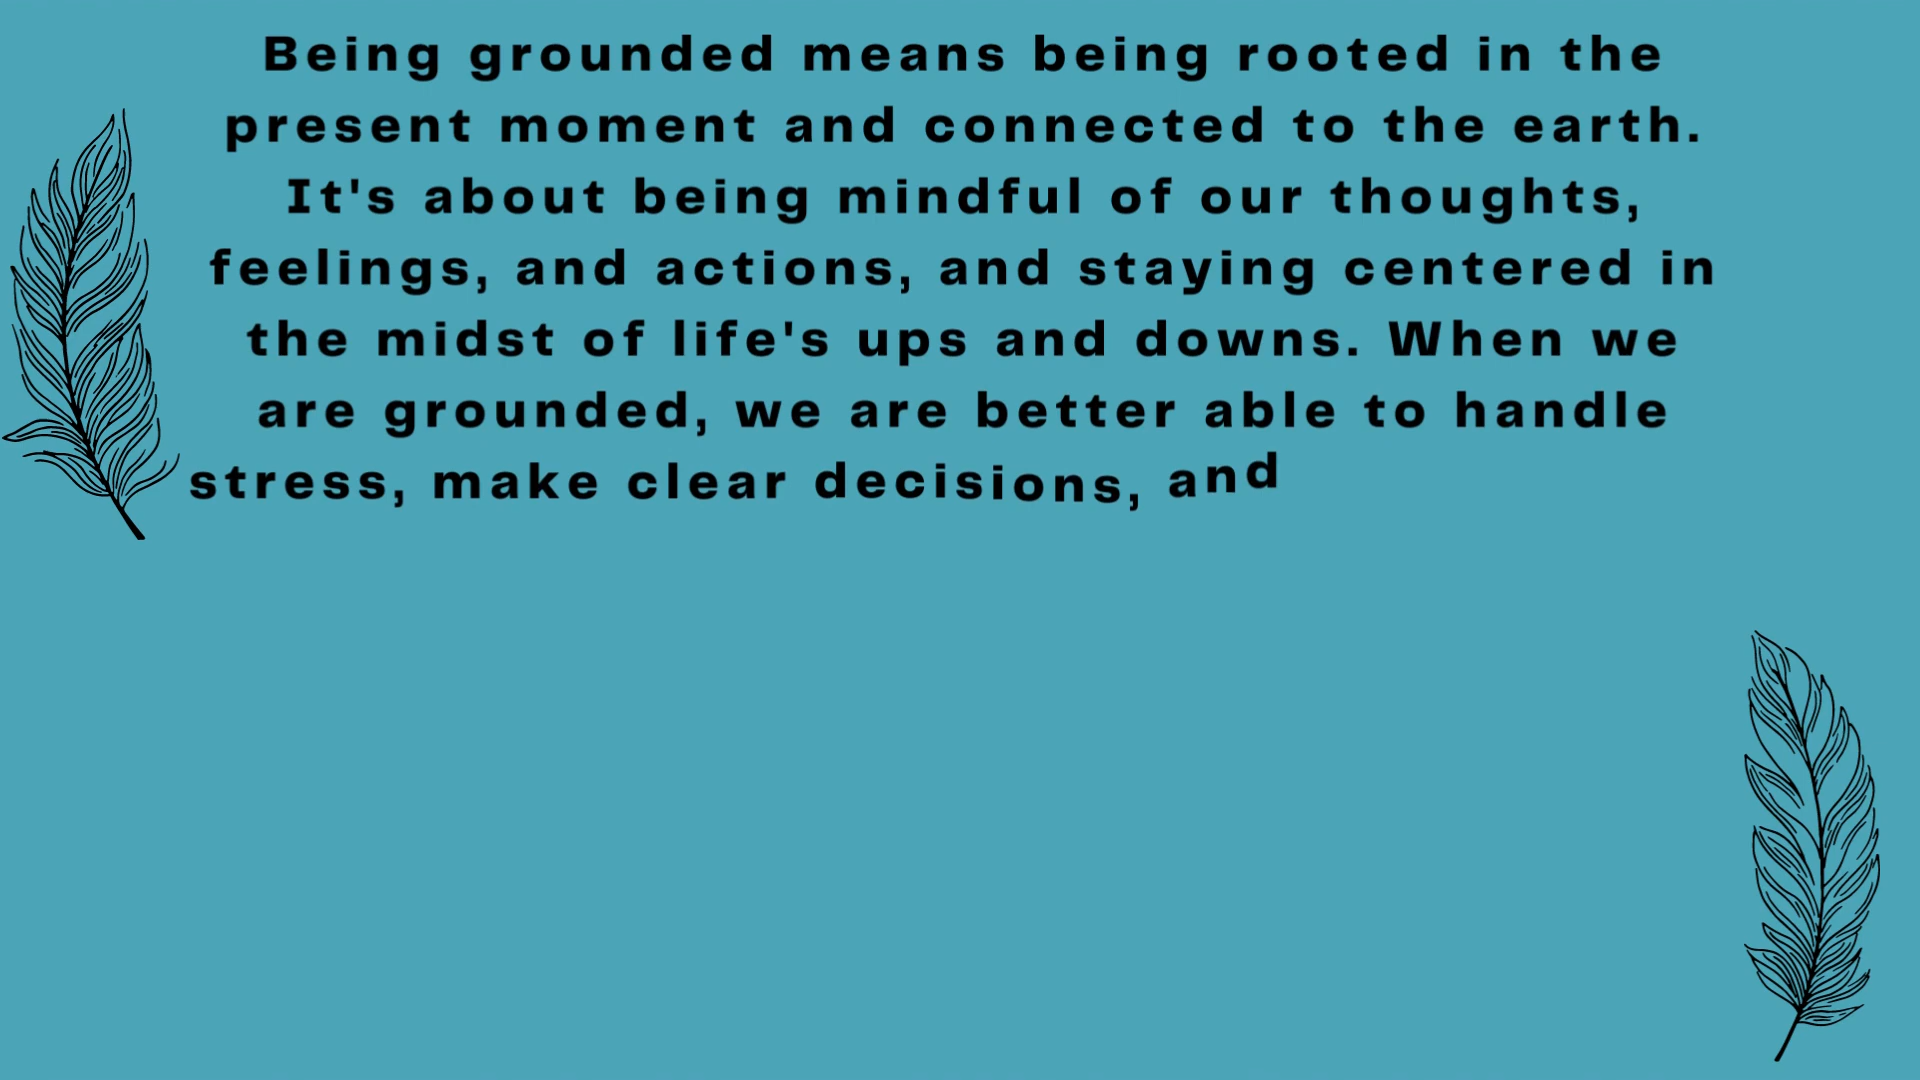 Being grounded means being rooted in the
present moment and connected to the earth.
It's about being mindful of our thoughts,
feelings, and actions, and staying centered in
the midst of life's ups and downs. When we
are grounded, we are better able to handle
stress, make clear decisions, and